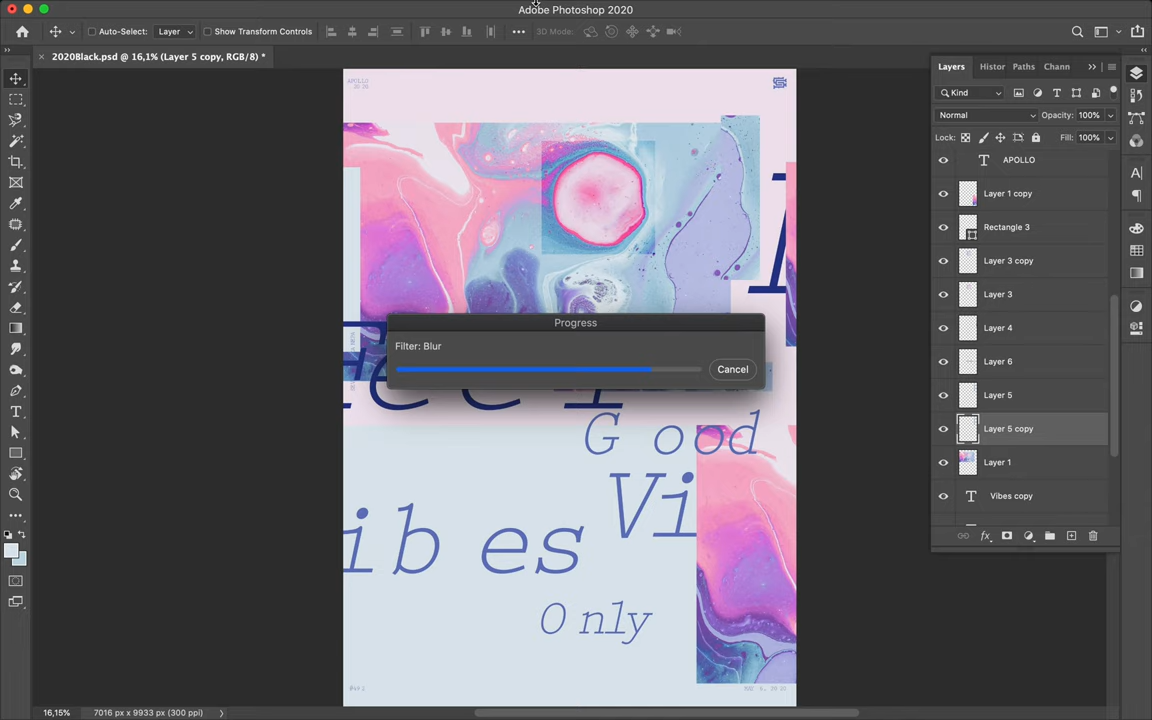 Adobe Photoshop 2020
Auto-Select: Layer Show Transform Controls 3D Mode:
2020Black.psd @ 16,1% (Layer 5 copy, RGB/8) *
Layers Histor Paths Chann
Kind
Normal Opacity: 100%
Lock: Fill: 100%
APOLLO
Layer 1 copy
Rectangle 3
Layer 3 copy
Layer 3
Layer 4
Layer 6
Layer 5
Layer 5 copy
Layer 1
Vibes copy
APOLLO
Progress
Filter: Blur
Cancel
G ood
Vi
ib es
O nly
16,15% 7016 px x 9933 px (300 ppi)